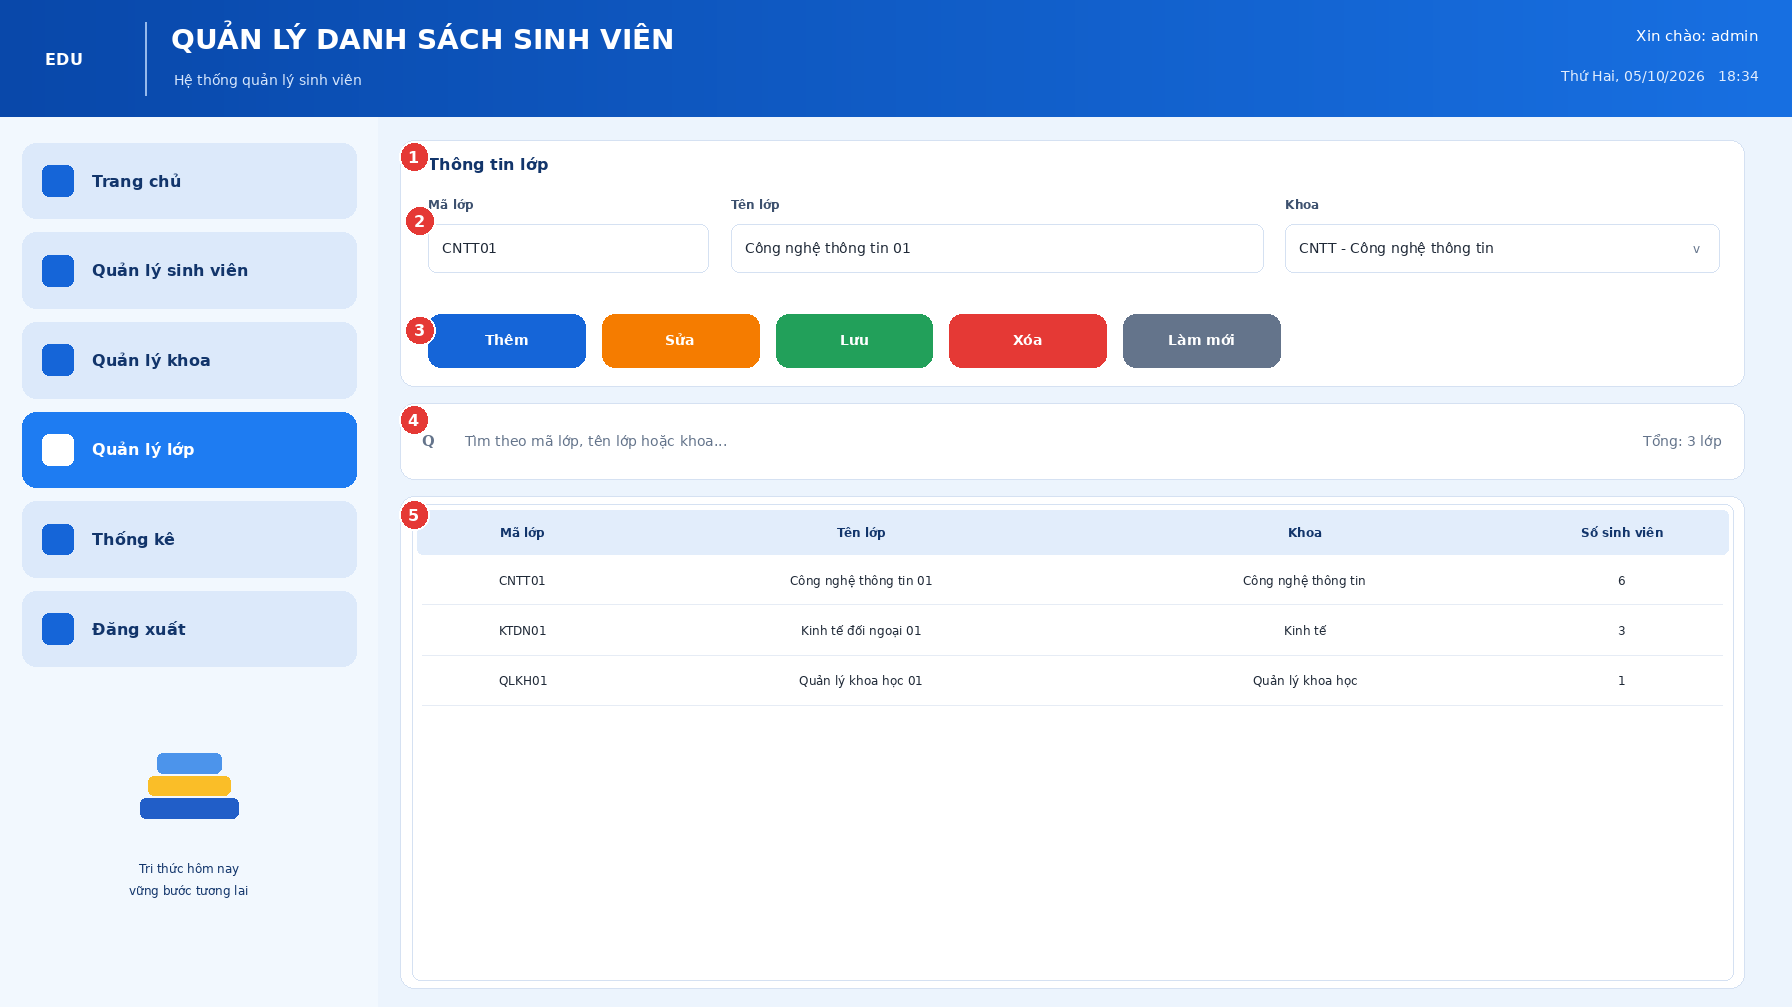 EDU
QUẢN LÝ DANH SÁCH SINH VIÊN
Hệ thống quản lý sinh viên
Xin chào: admin
Thứ Hai, 05/10/2026 18:34
Trang chủ
Quản lý sinh viên
Quản lý khoa
Quản lý lớp
Thống kê
Đăng xuất
Tri thức hôm nay
vững bước tương lai
1 Thông tin lớp
2 Mã lớp Tên lớp Khoa
CNTT01 Công nghệ thông tin 01 CNTT - Công nghệ thông tin v
3 Thêm Sửa Lưu Xóa Làm mới
4 Q Tìm theo mã lớp, tên lớp hoặc khoa... Tổng: 3 lớp
5 Mã lớp Tên lớp Khoa Số sinh viên
CNTT01 Công nghệ thông tin 01 Công nghệ thông tin 6
KTDN01 Kinh tế đối ngoại 01 Kinh tế 3
QLKH01 Quản lý khoa học 01 Quản lý khoa học 1